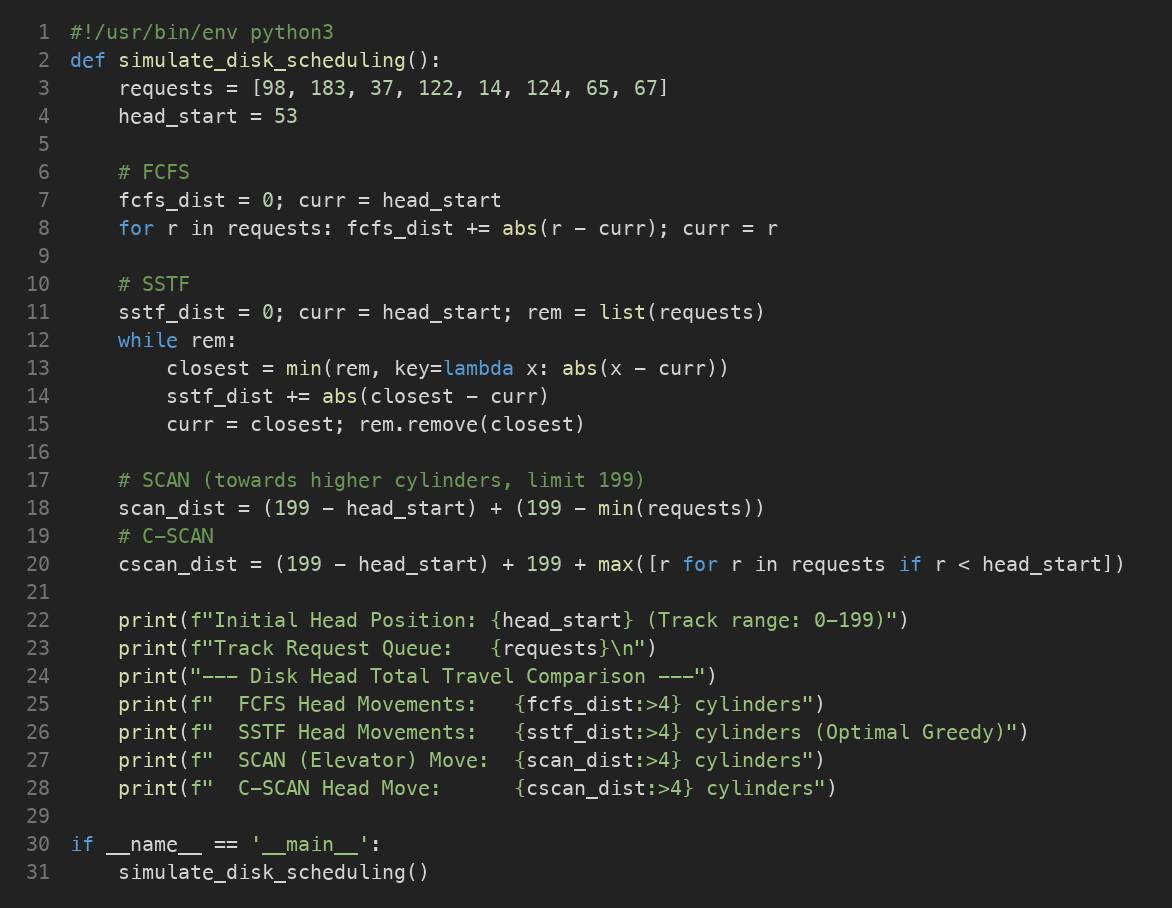 1 #!/usr/bin/env python3
2 def simulate_disk_scheduling():
3     requests = [98, 183, 37, 122, 14, 124, 65, 67]
4     head_start = 53
5
6     # FCFS
7     fcfs_dist = 0; curr = head_start
8     for r in requests: fcfs_dist += abs(r - curr); curr = r
9
10     # SSTF
11     sstf_dist = 0; curr = head_start; rem = list(requests)
12     while rem:
13         closest = min(rem, key=lambda x: abs(x - curr))
14         sstf_dist += abs(closest - curr)
15         curr = closest; rem.remove(closest)
16
17     # SCAN (towards higher cylinders, limit 199)
18     scan_dist = (199 - head_start) + (199 - min(requests))
19     # C-SCAN
20     cscan_dist = (199 - head_start) + 199 + max([r for r in requests if r < head_start])
21
22     print(f"Initial Head Position: {head_start} (Track range: 0-199)")
23     print(f"Track Request Queue:   {requests}\n")
24     print("--- Disk Head Total Travel Comparison ---")
25     print(f"  FCFS Head Movements:   {fcfs_dist:>4} cylinders")
26     print(f"  SSTF Head Movements:   {sstf_dist:>4} cylinders (Optimal Greedy)")
27     print(f"  SCAN (Elevator) Move:  {scan_dist:>4} cylinders")
28     print(f"  C-SCAN Head Move:      {cscan_dist:>4} cylinders")
29
30 if __name__ == '__main__':
31     simulate_disk_scheduling()